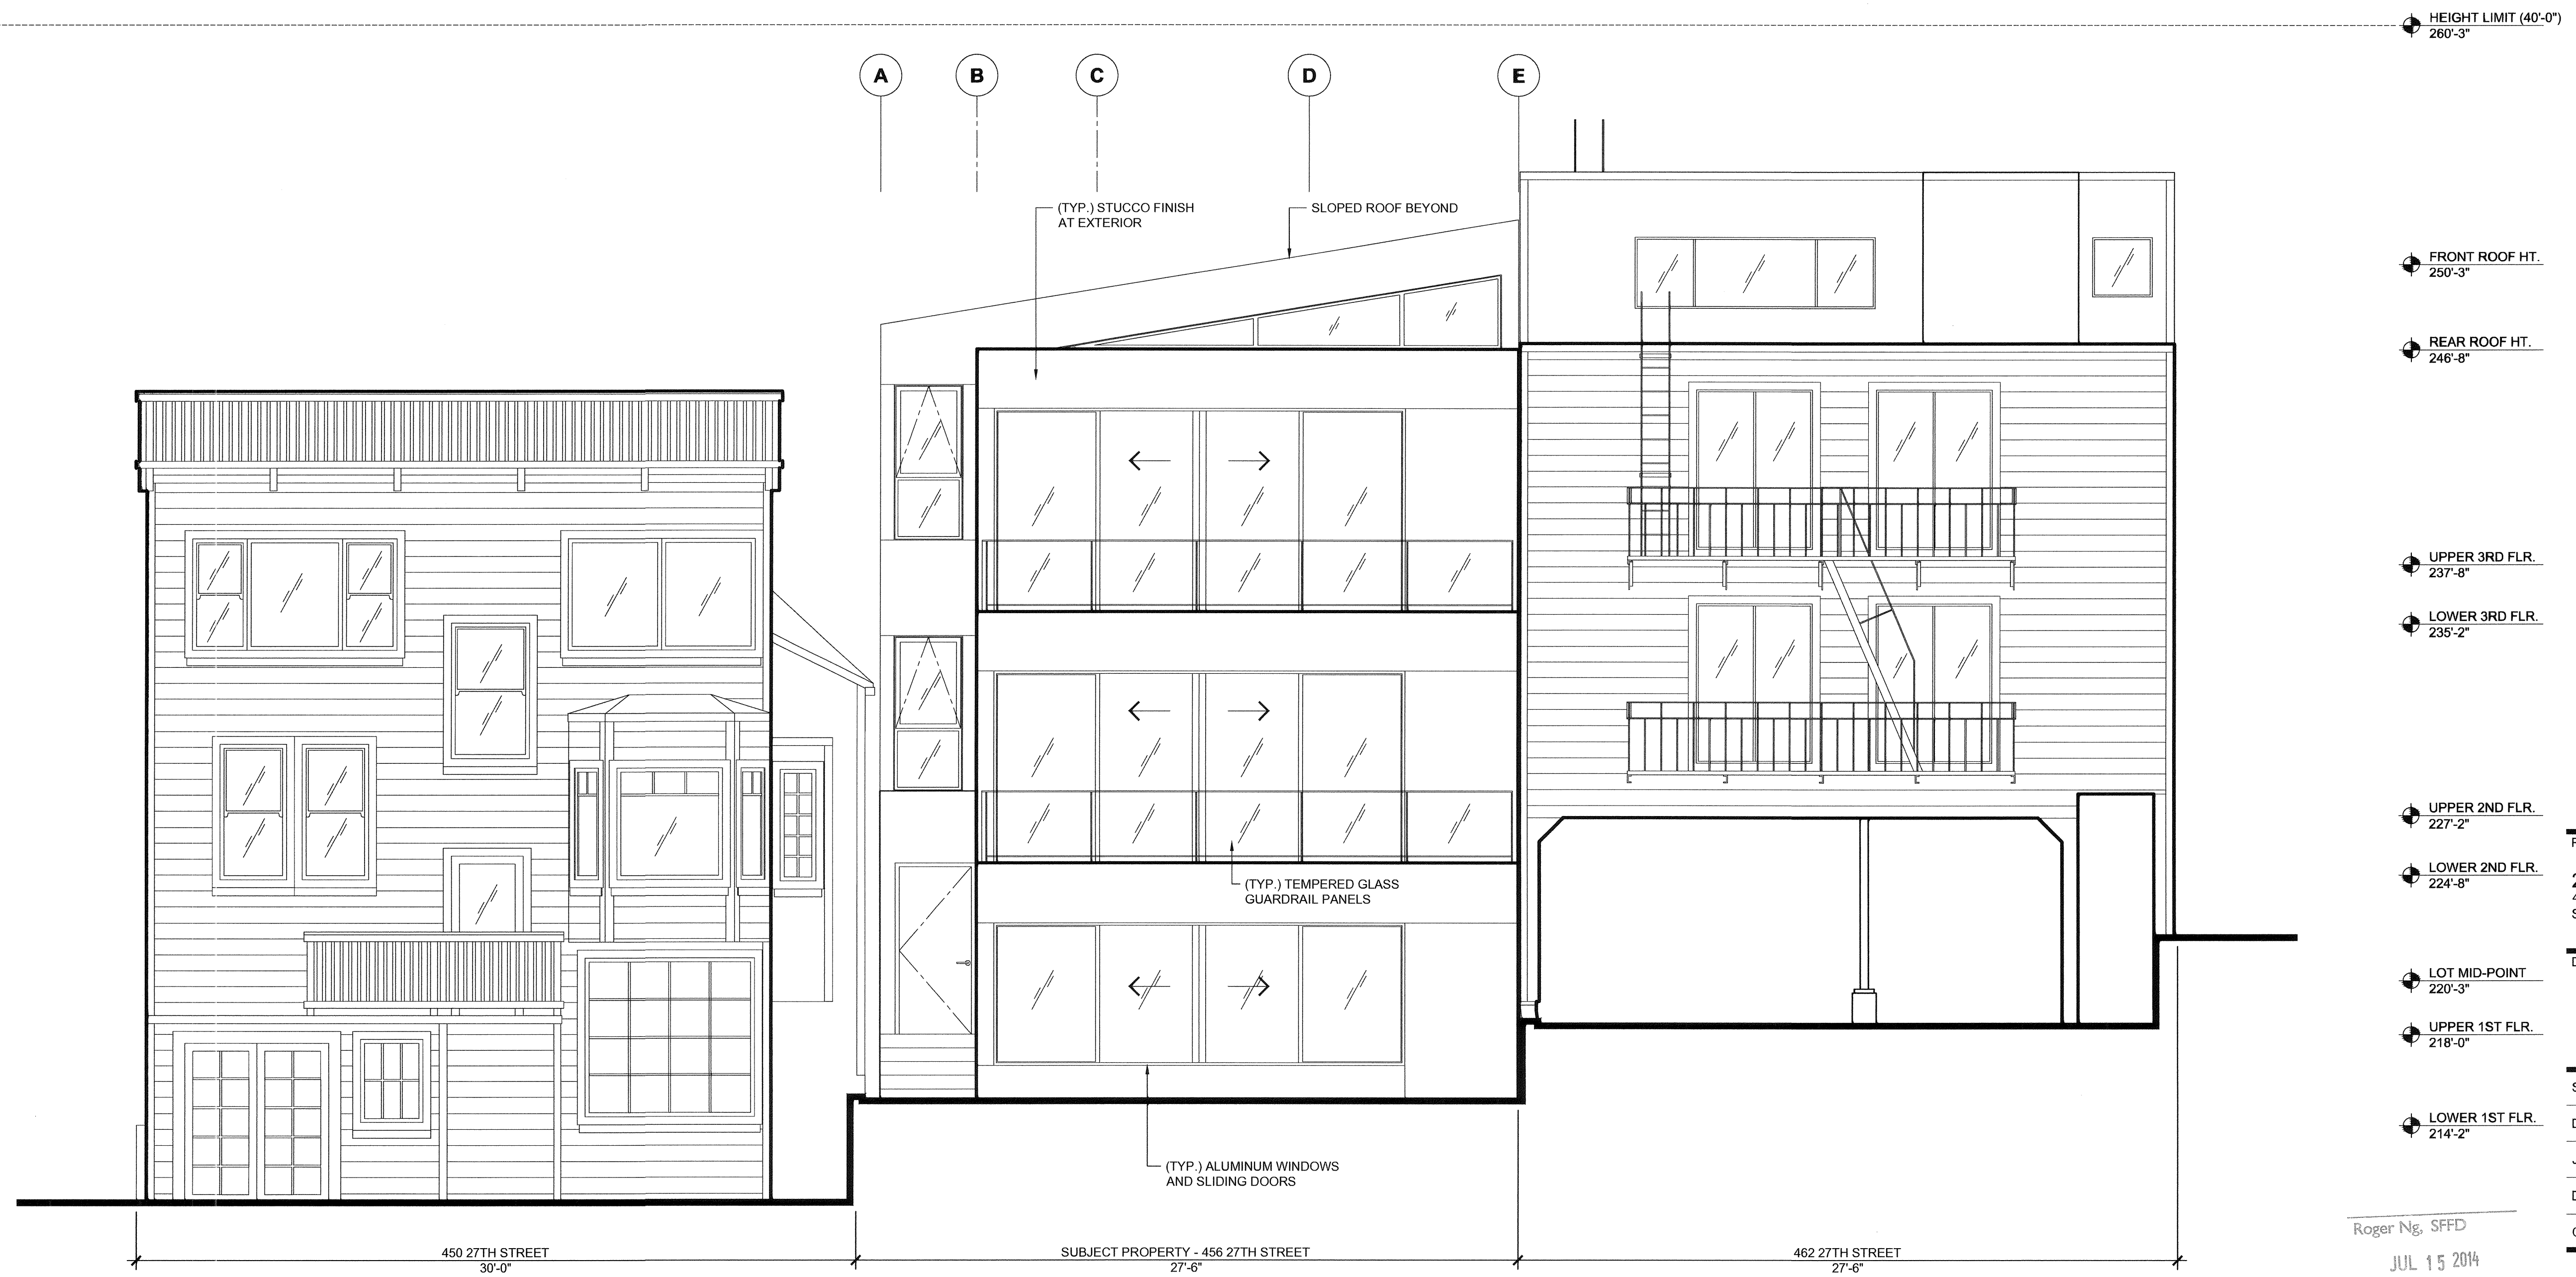 HEIGHT LIMIT (40'-0")
260'-3"
A B C D E
(TYP.) STUCCO FINISH
AT EXTERIOR
SLOPED ROOF BEYOND
FRONT ROOF HT.
250'-3"
REAR ROOF HT.
246'-8"
UPPER 3RD FLR.
237'-8"
LOWER 3RD FLR.
235'-2"
UPPER 2ND FLR.
227'-2"
LOWER 2ND FLR.
224'-8"
(TYP.) TEMPERED GLASS
GUARDRAIL PANELS
LOT MID-POINT
220'-3"
UPPER 1ST FLR.
218'-0"
LOWER 1ST FLR.
214'-2"
(TYP.) ALUMINUM WINDOWS
AND SLIDING DOORS
Roger Ng, SFFD
JUL 15 2014
450 27TH STREET
30'-0"
SUBJECT PROPERTY - 456 27TH STREET
27'-6"
462 27TH STREET
27'-6"